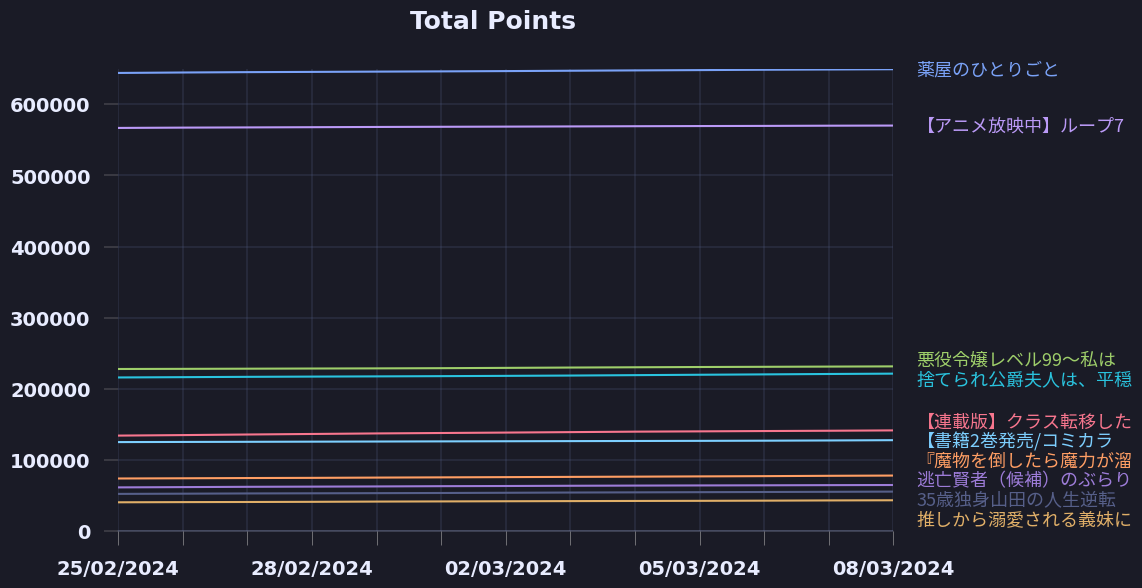 Total Points
600000
500000
400000
300000
200000
100000
0
薬屋のひとりごと
【アニメ放映中】ループ7
悪役令嬢レベル99～私は
捨てられ公爵夫人は、平穏
【連載版】クラス転移した
【書籍2巻発売/コミカラ
『魔物を倒したら魔力が溜
逃亡賢者（候補）のぶらり
35歳独身山田の人生逆転
推しから溺愛される義妹に
25/02/2024
28/02/2024
02/03/2024
05/03/2024
08/03/2024